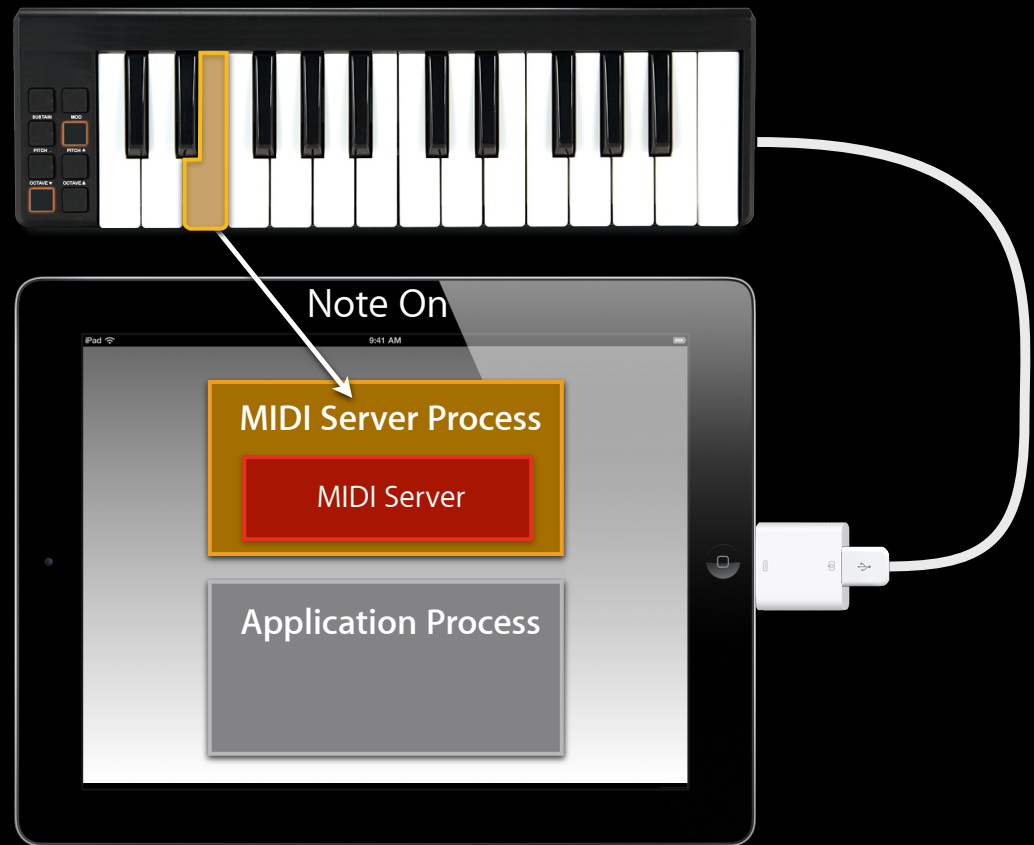 SUSTAIN MOD
PITCH - PITCH +
OCTAVE ▼ OCTAVE ▲
Note On
iPad 9:41 AM
MIDI Server Process
MIDI Server
Application Process